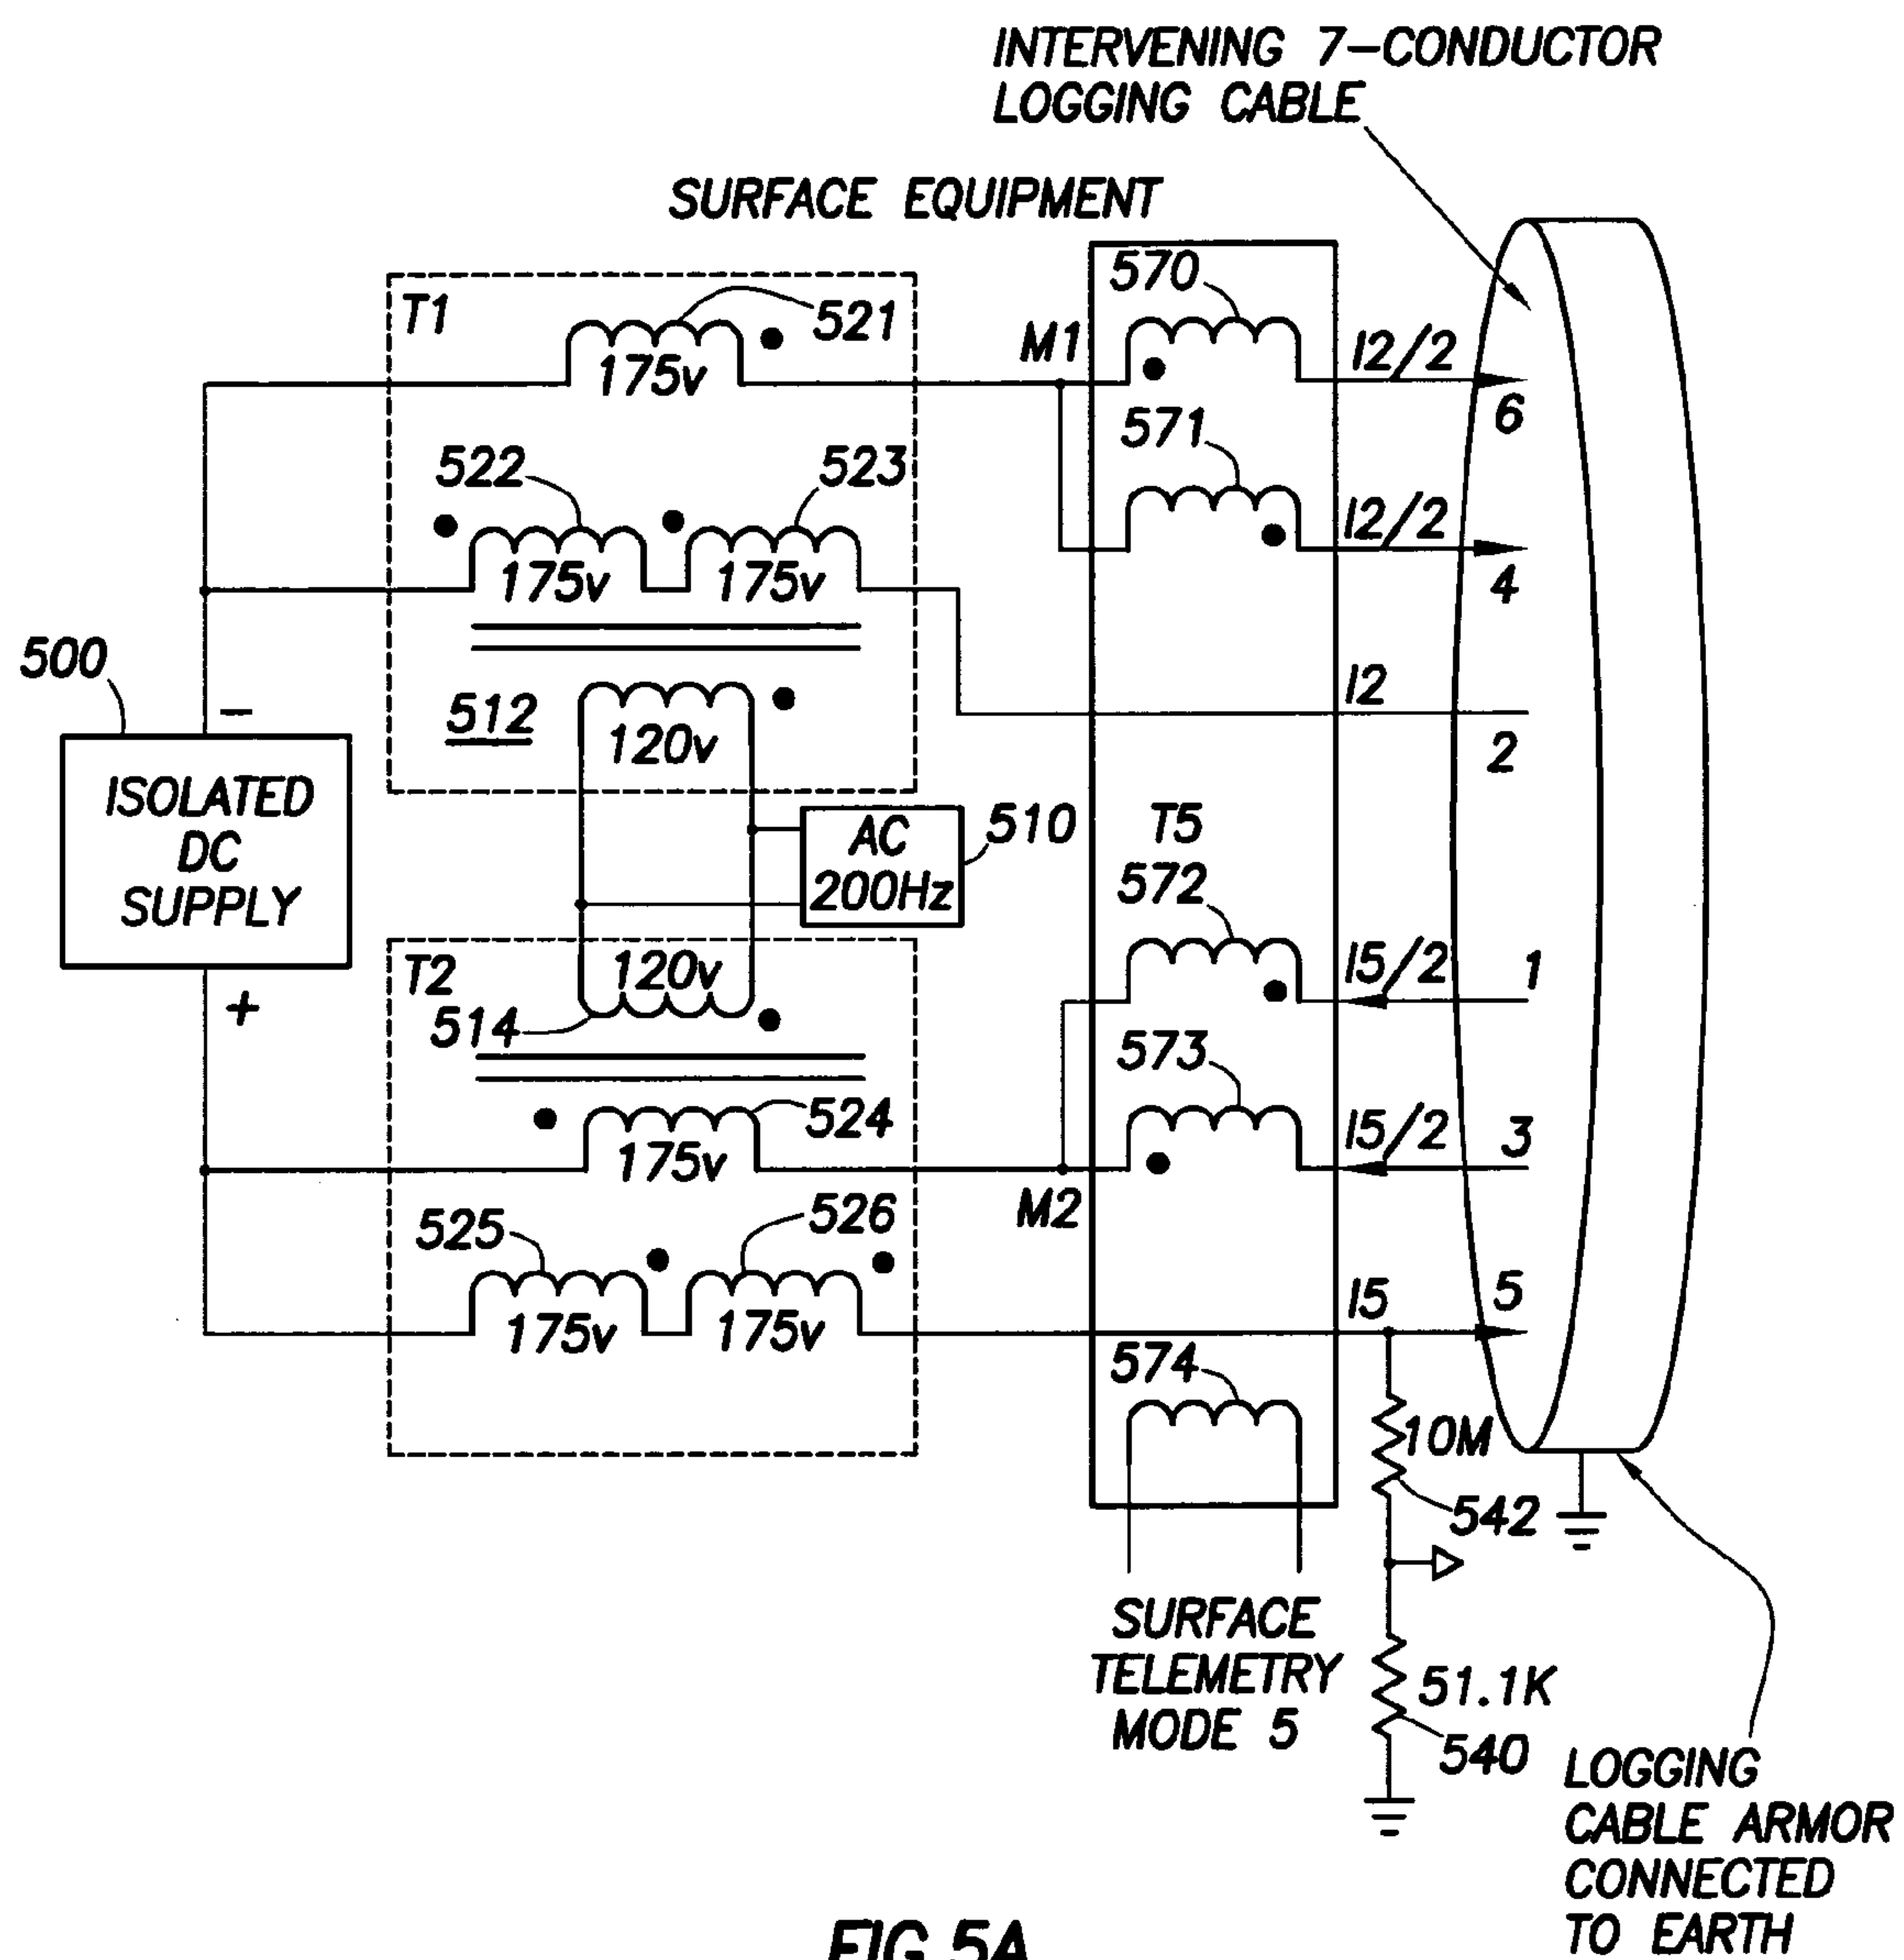 INTERVENING 7-CONDUCTOR
LOGGING CABLE
SURFACE EQUIPMENT
T1
521
175v
M1
570
I2/2
6
571
I2/2
4
522
523
175v
175v
500
−
512
120v
I2
2
ISOLATED
DC
SUPPLY
AC
200Hz
510
T5
572
+
T2
120v
514
I5/2
1
573
524
175v
I5/2
3
M2
525
526
175v
175v
I5
5
574
10M
542
SURFACE
TELEMETRY
MODE 5
51.1K
540
LOGGING
CABLE ARMOR
CONNECTED
TO EARTH
FIG.5A